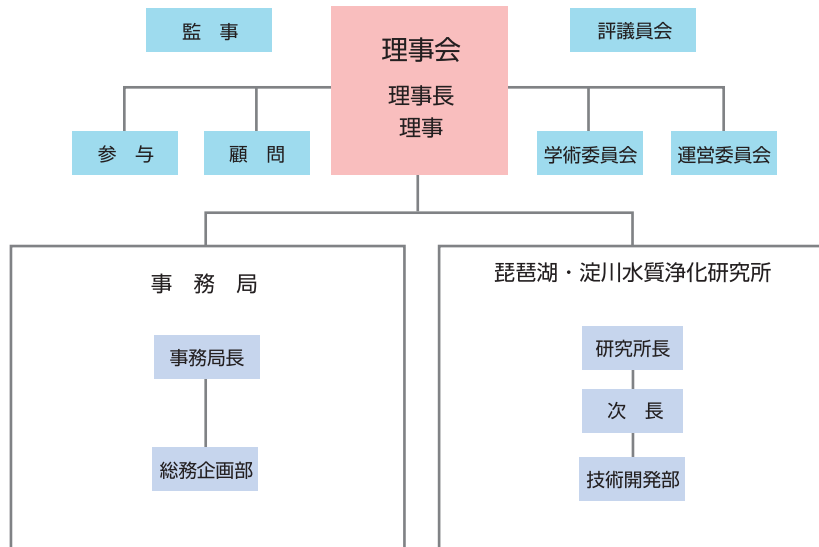 監　事
評議員会
理事会
理事長
理事
参　与
顧　問
学術委員会
運営委員会
事　務　局
事務局長
総務企画部
琵琶湖・淀川水質浄化研究所
研究所長
次　長
技術開発部